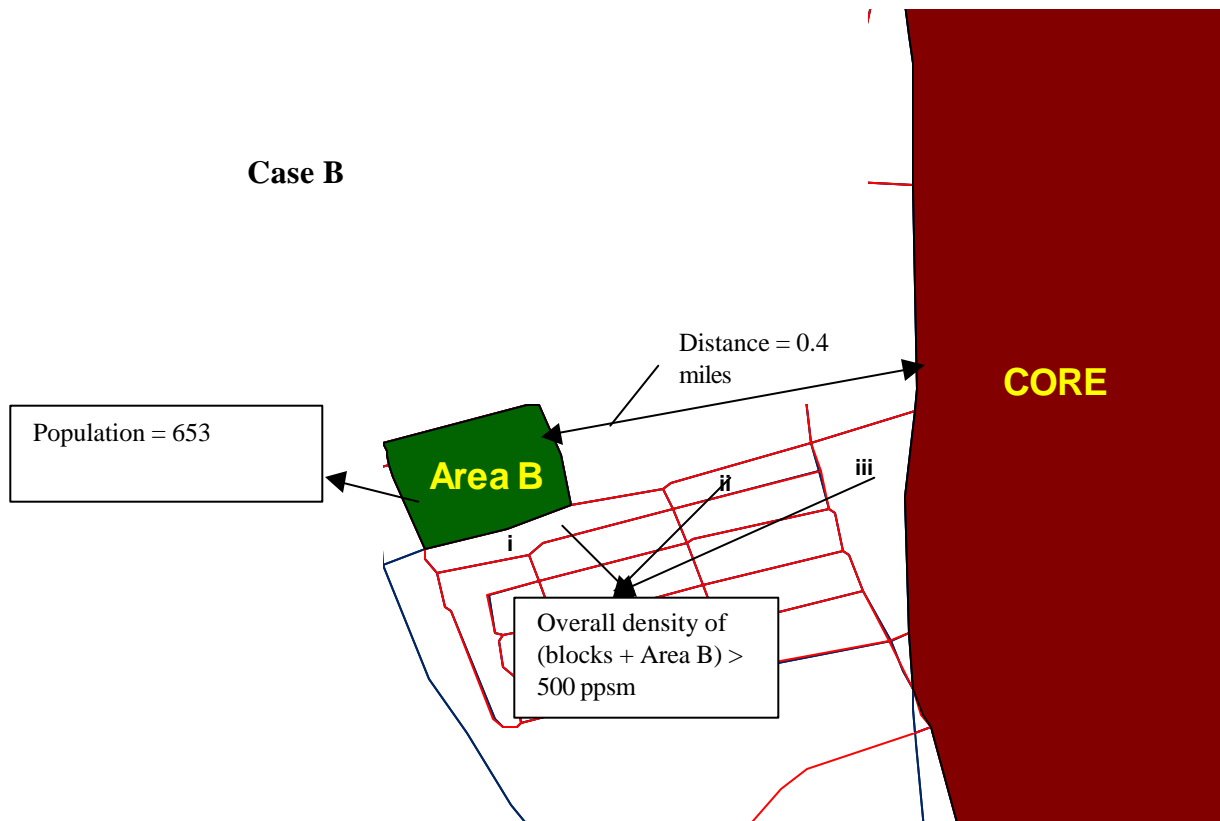 Case B
Distance = 0.4
miles
CORE
Population = 653
Area B
iii
ii
i
Overall density of
(blocks + Area B) >
500 ppsm